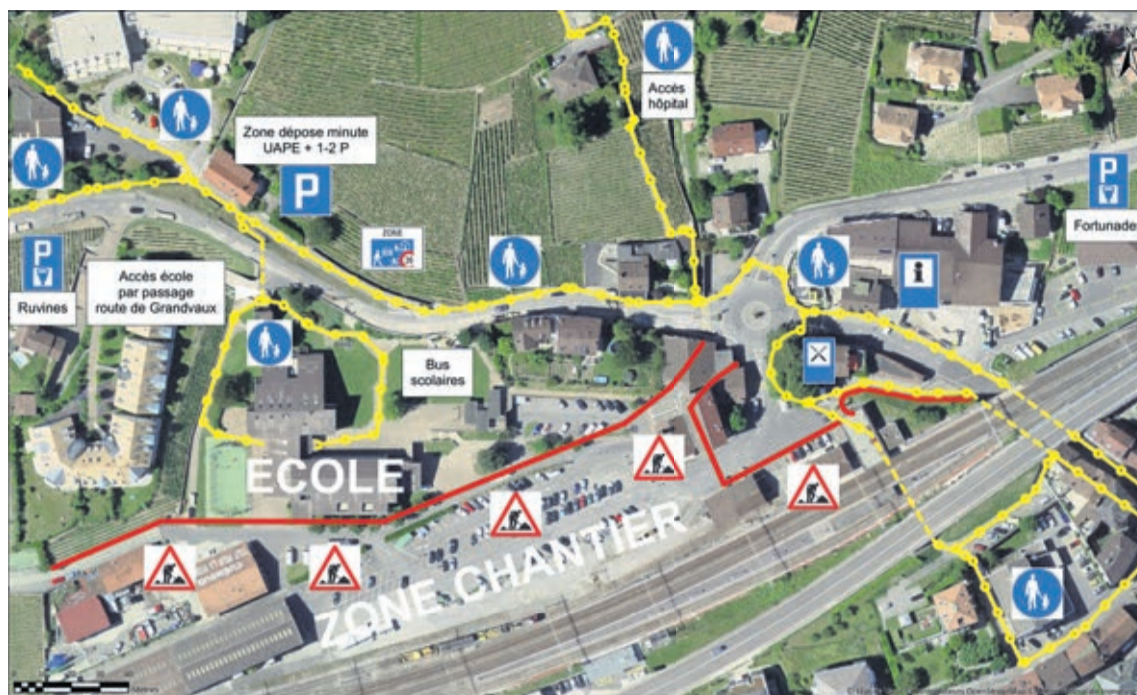 Accès
hôpital
Zone dépose minute
UAPE + 1-2 P
P
ZONE
P
Fortunade
P
Ruvines
Accès école
par passage
route de Grandvaux
Bus
scolaires
ECOLE
ZONE CHANTIER